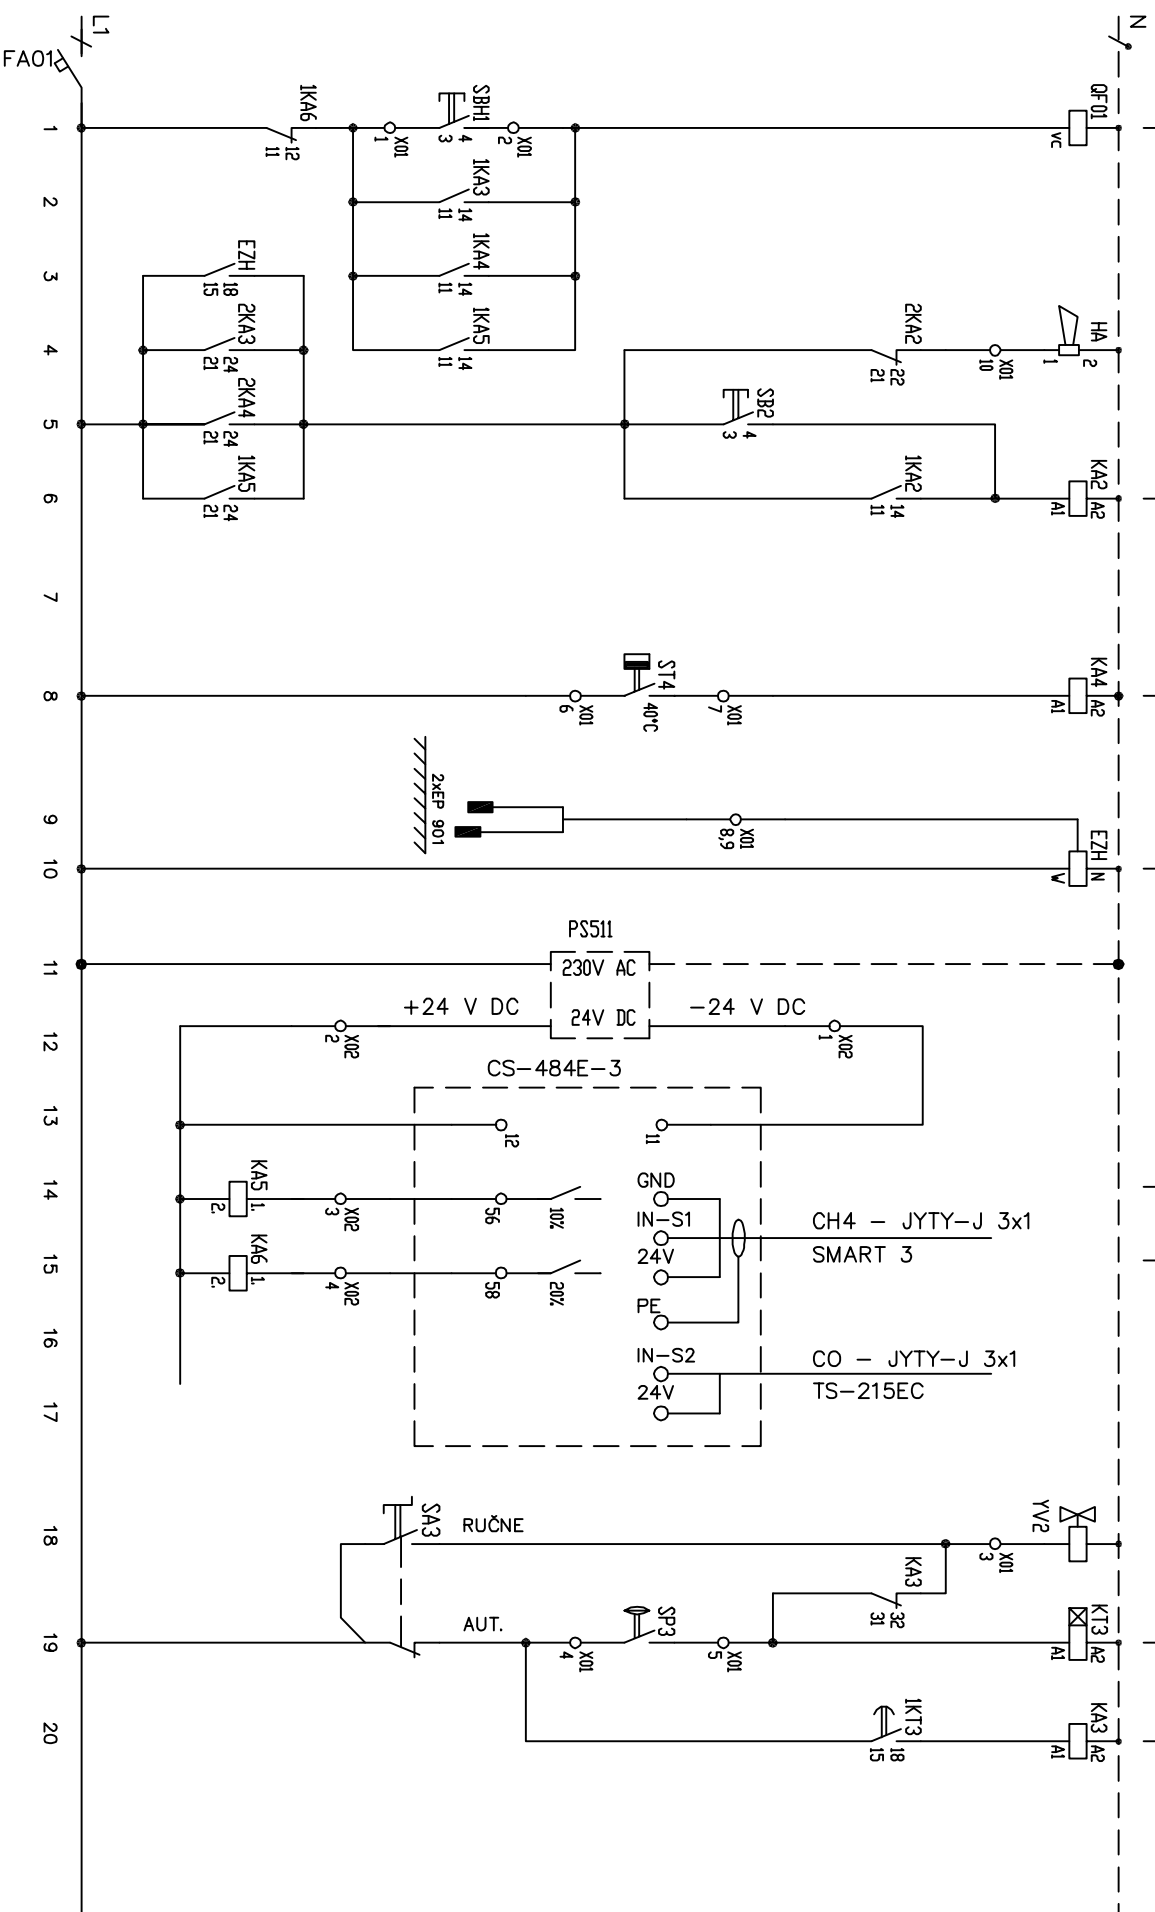 L1
N
FA01
1
1KA6
11
12
X01
1
SBH1
3
4
X01
2
QF01
VC
2
1KA3
11
14
3
EZH
15
18
1KA4
11
14
4
2KA3
21
24
1KA5
11
14
2KA2
21
22
X01
10
HA
1
2
5
2KA4
21
24
SB2
3
4
6
1KA5
21
24
1KA2
11
14
KA2
A1
A2
7
8
X01
6
ST4
40°C
X01
7
KA4
A1
A2
9
2xEP 901
X01
8,9
EZH
W
N
10
PS511
11
230V AC
24V DC
12
+24 V DC
-24 V DC
X02
2
X02
1
CS-484E-3
13
12
11
14
KA5
2.
1.
X02
3
56
10%
GND
IN-S1
24V
PE
CH4 - JYTY-J 3x1
SMART 3
15
KA6
2.
1.
X02
4
58
20%
16
IN-S2
24V
CO - JYTY-J 3x1
TS-215EC
17
18
SA3
RUČNE
KA3
31
32
X01
3
YV2
19
AUT.
X01
4
SP3
X01
5
KT3
A1
A2
20
1KT3
15
18
KA3
A1
A2